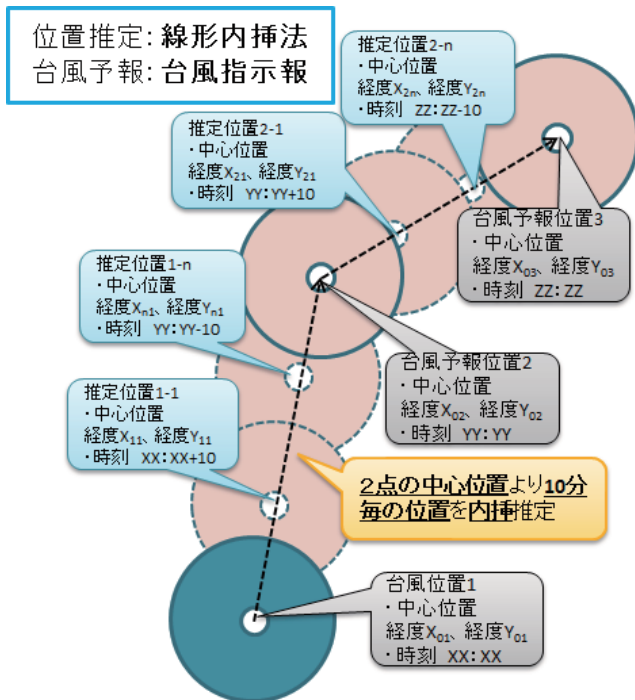 位置推定: 線形内挿法
台風予報: 台風指示報
推定位置2-n
・中心位置
経度X2n、経度Y2n
・時刻 ZZ:ZZ-10
推定位置2-1
・中心位置
経度X21、経度Y21
・時刻 YY:YY+10
台風予報位置3
・中心位置
経度X03、経度Y03
・時刻 ZZ:ZZ
推定位置1-n
・中心位置
経度Xn1、経度Yn1
・時刻 YY:YY-10
台風予報位置2
・中心位置
経度X02、経度Y02
・時刻 YY:YY
推定位置1-1
・中心位置
経度X11、経度Y11
・時刻 XX:XX+10
2点の中心位置より10分
毎の位置を内挿推定
台風位置1
・中心位置
経度X01、経度Y01
・時刻 XX:XX